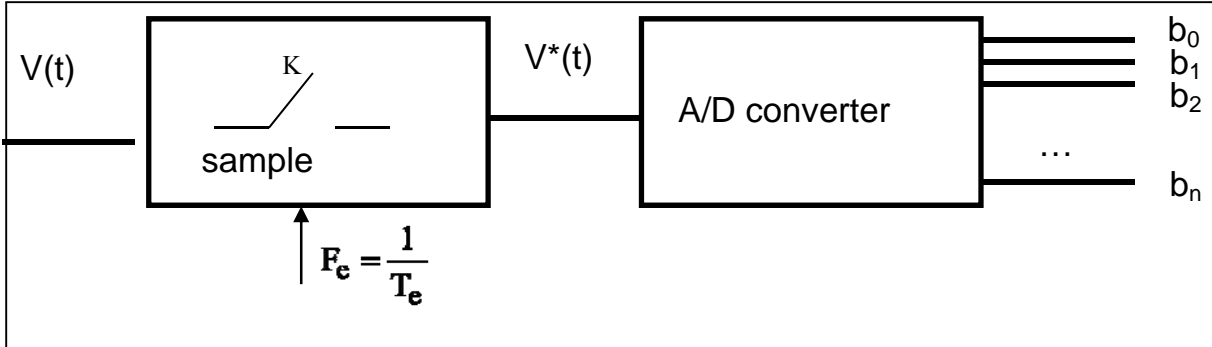 V(t)
K
sample
V*(t)
A/D converter
b₀
b₁
b₂
...
bₙ
Fₑ = 1/Tₑ